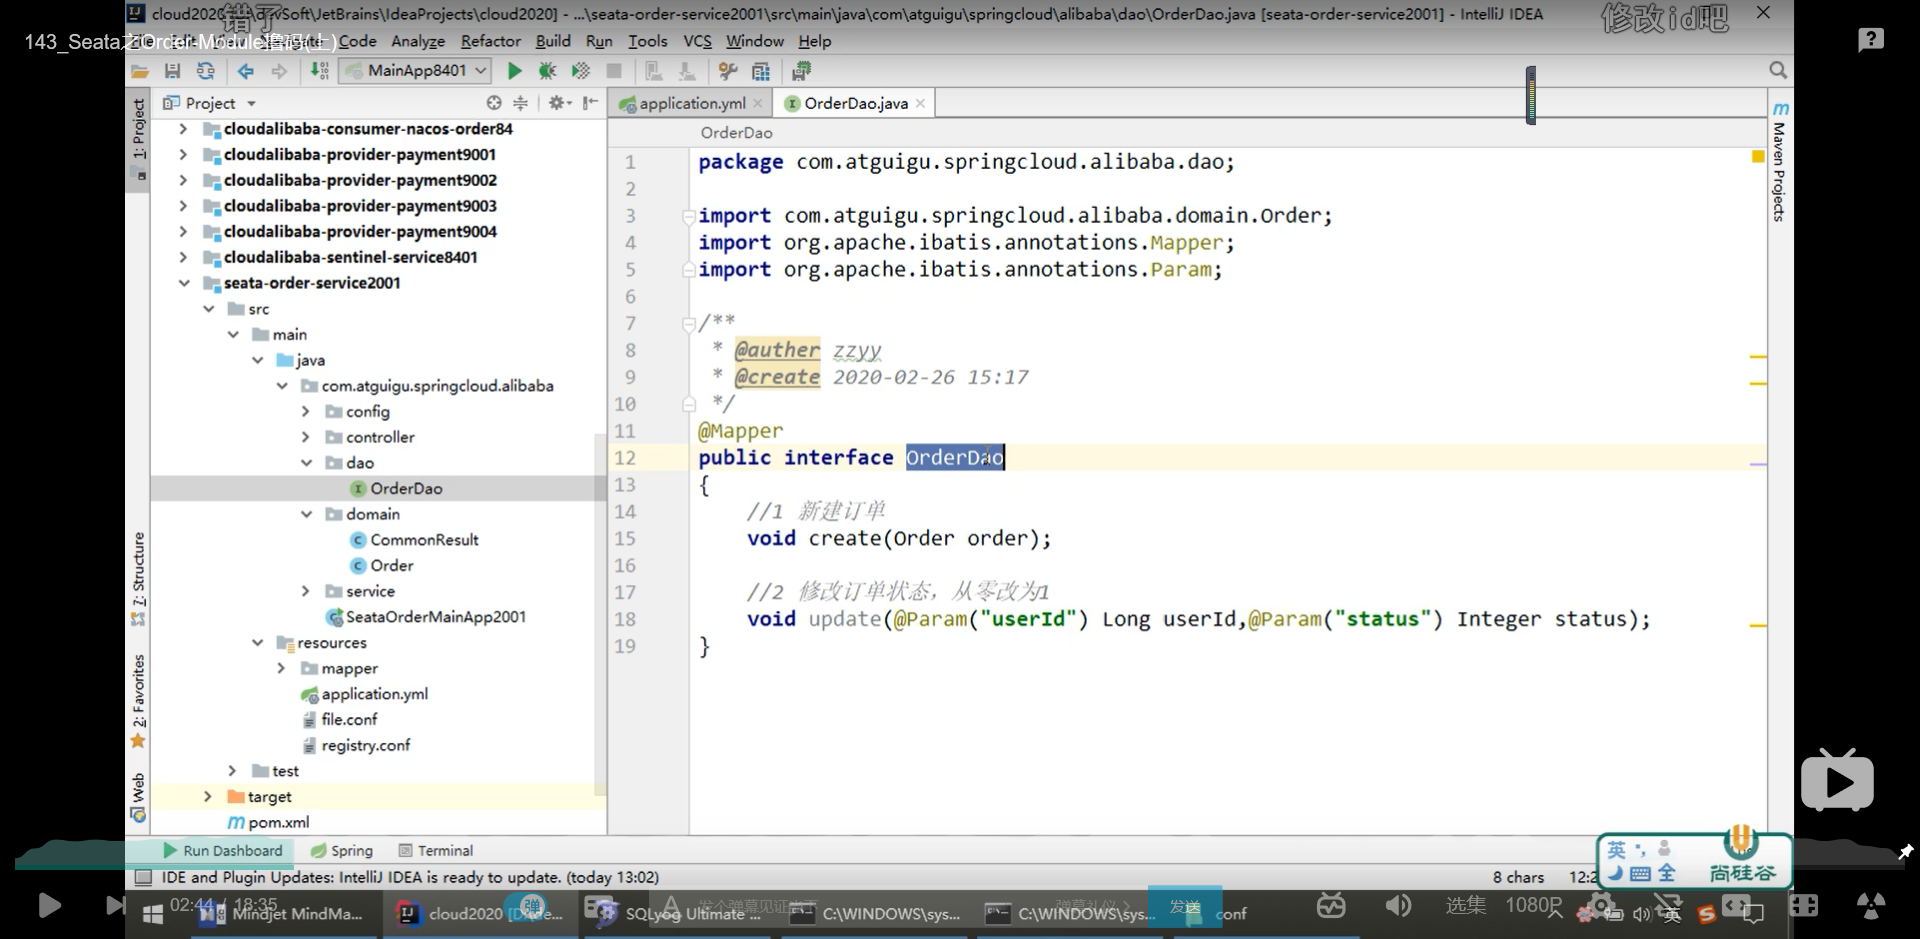 cloud2020 [D:\devSoft\JetBrains\IdeaProjects\cloud2020] - ...\seata-order-service2001\src\main\java\com\atguigu\springcloud\alibaba\dao\OrderDao.java [seata-order-service2001] - IntelliJ IDEA
错了
修改id吧
143_Seata之Order-Module撸码(上)
Code Analyze Refactor Build Run Tools VCS Window Help
MainApp8401
Project
application.yml
OrderDao.java
OrderDao
1: Project
Z: Structure
2: Favorites
Web
Maven Projects
cloudalibaba-consumer-nacos-order84
cloudalibaba-provider-payment9001
cloudalibaba-provider-payment9002
cloudalibaba-provider-payment9003
cloudalibaba-provider-payment9004
cloudalibaba-sentinel-service8401
seata-order-service2001
src
main
java
com.atguigu.springcloud.alibaba
config
controller
dao
OrderDao
domain
CommonResult
Order
service
SeataOrderMainApp2001
resources
mapper
application.yml
file.conf
registry.conf
test
target
pom.xml
1 package com.atguigu.springcloud.alibaba.dao;
2
3 import com.atguigu.springcloud.alibaba.domain.Order;
4 import org.apache.ibatis.annotations.Mapper;
5 import org.apache.ibatis.annotations.Param;
6
7 /**
8 * @auther zzyy
9 * @create 2020-02-26 15:17
10 */
11 @Mapper
12 public interface OrderDao
13 {
14 //1 新建订单
15 void create(Order order);
16
17 //2 修改订单状态，从零改为1
18 void update(@Param("userId") Long userId,@Param("status") Integer status);
19 }
Run Dashboard Spring Terminal
IDE and Plugin Updates: IntelliJ IDEA is ready to update. (today 13:02)
8 chars
英
全
尚硅谷
02:44 / 18:35
Mindjet MindMa...
cloud2020
弹
SQLyog Ultimate
C:\WINDOWS\sys...
C:\WINDOWS\sys...
弹幕礼仪
发送
conf
选集
1080P
英